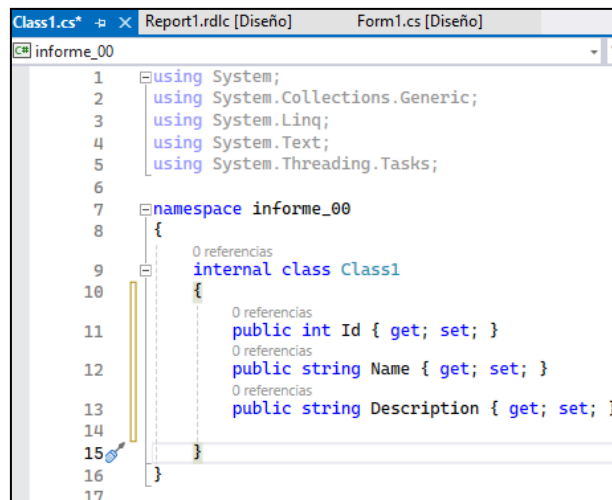 Class1.cs* Report1.rdlc [Diseño] Form1.cs [Diseño]
C# informe_00
1 using System;
2 using System.Collections.Generic;
3 using System.Linq;
4 using System.Text;
5 using System.Threading.Tasks;
6
7 namespace informe_00
8 {
0 referencias
9 internal class Class1
10 {
0 referencias
11 public int Id { get; set; }
0 referencias
12 public string Name { get; set; }
0 referencias
13 public string Description { get; set; }
14
15 }
16 }
17